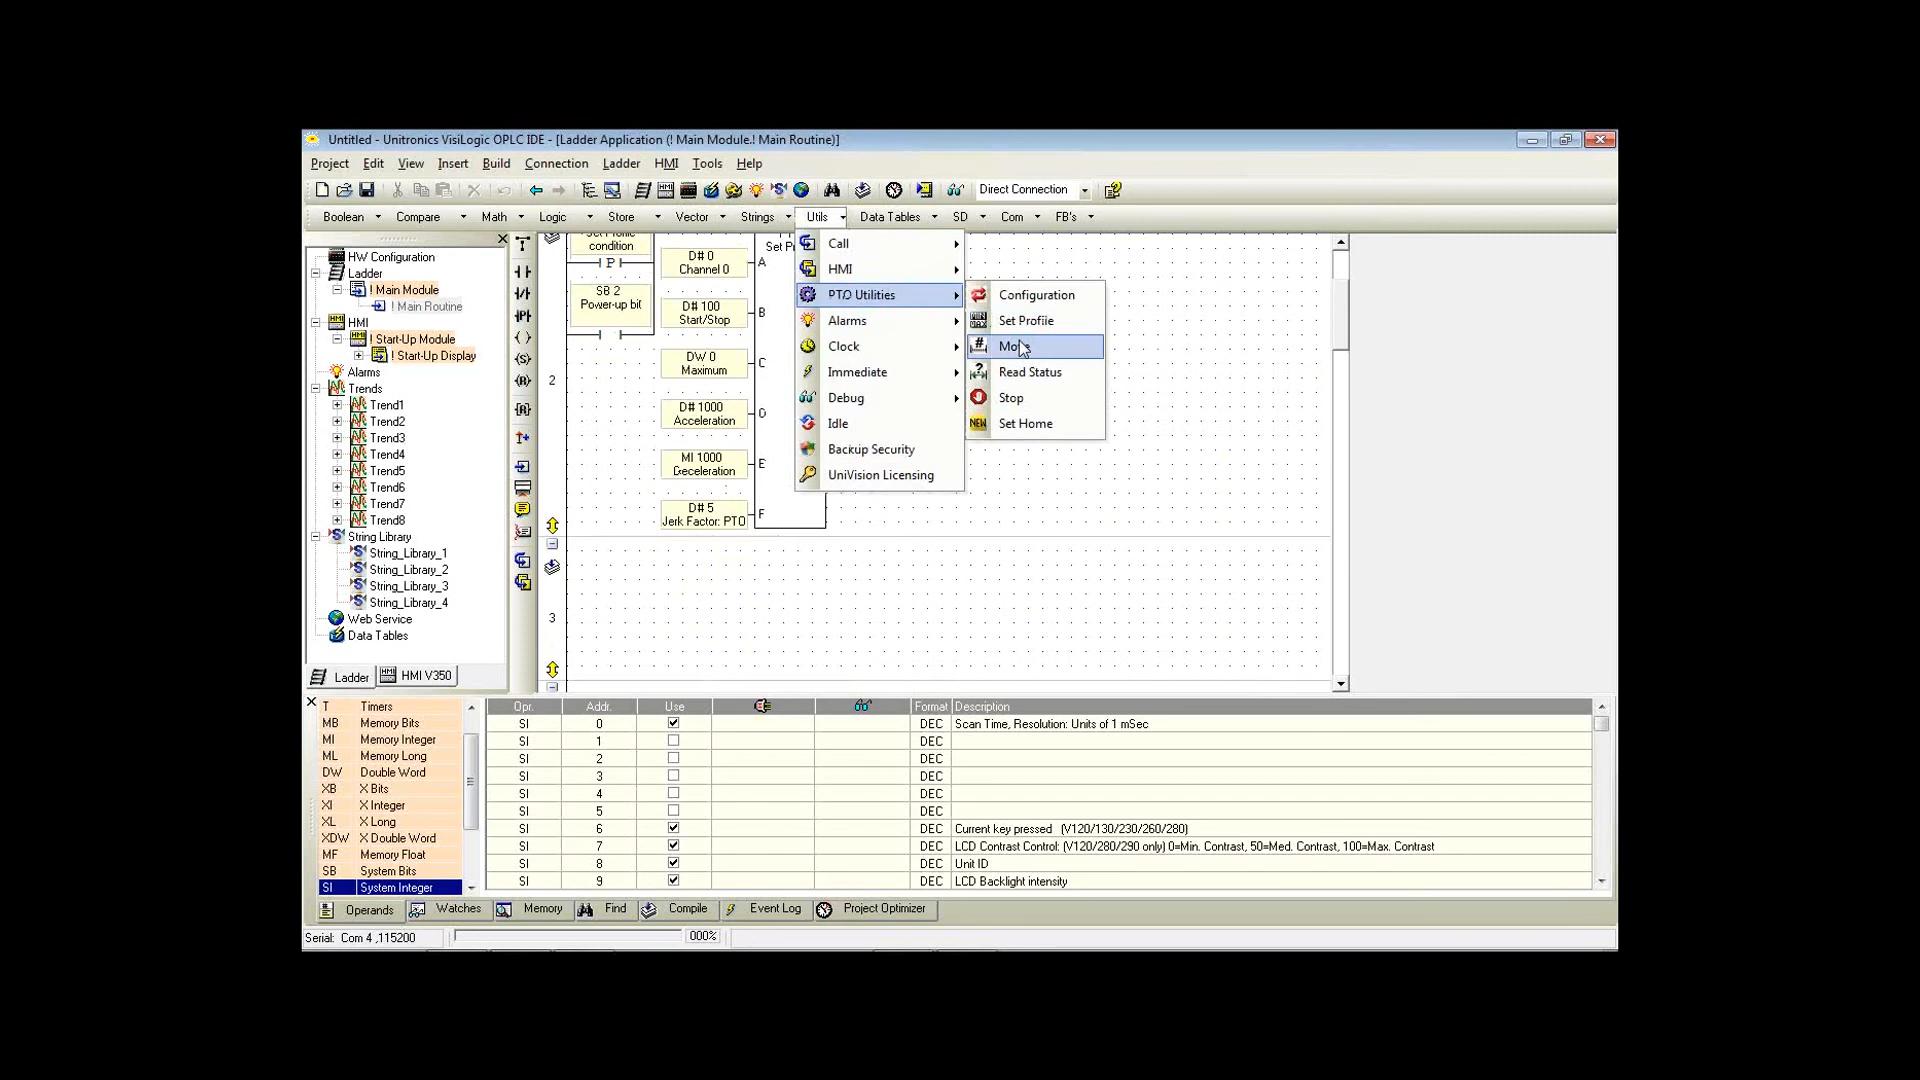 Untitled - Unitronics VisiLogic OPLC IDE - [Ladder Application (! Main Module.! Main Routine)]
Project Edit View Insert Build Connection Ladder HMI Tools Help
Direct Connection
Boolean Compare Math Logic Store Vector Strings Utils Data Tables SD Com FB's
HW Configuration
Ladder
! Main Module
! Main Routine
HMI
! Start-Up Module
! Start-Up Display
Alarms
Trends
Trend1
Trend2
Trend3
Trend4
Trend5
Trend6
Trend7
Trend8
String Library
String_Library_1
String_Library_2
String_Library_3
String_Library_4
Web Service
Data Tables
Ladder HMI V350
condition
P
SB 2
Power-up bit
2
3
D# 0
Channel 0
A
D# 100
Start/Stop
B
DW 0
Maximum
C
D# 1000
Acceleration
D
MI 1000
E
D# 5
Jerk Factor: PTO
F
Call
HMI
PTO Utilities
Alarms
Clock
Immediate
Debug
Idle
Backup Security
UniVision Licensing
Configuration
Set Profile
Read Status
Stop
Set Home
T Timers
MB Memory Bits
MI Memory Integer
ML Memory Long
DW Double Word
XB X Bits
XI X Integer
XL X Long
XDW X Double Word
MF Memory Float
SB System Bits
SI System Integer
Opr. Addr. Use Format Description
SI 0 DEC Scan Time, Resolution: Units of 1 mSec
SI 1 DEC
SI 2 DEC
SI 3 DEC
SI 4 DEC
SI 5 DEC
SI 6 DEC Current key pressed (V120/130/230/260/280)
SI 7 DEC LCD Contrast Control: (V120/280/290 only) 0=Min. Contrast, 50=Med. Contrast, 100=Max. Contrast
SI 8 DEC Unit ID
SI 9 DEC LCD Backlight intensity
Operands Watches Memory Find Compile Event Log Project Optimizer
Serial: Com 4 ,115200 000%